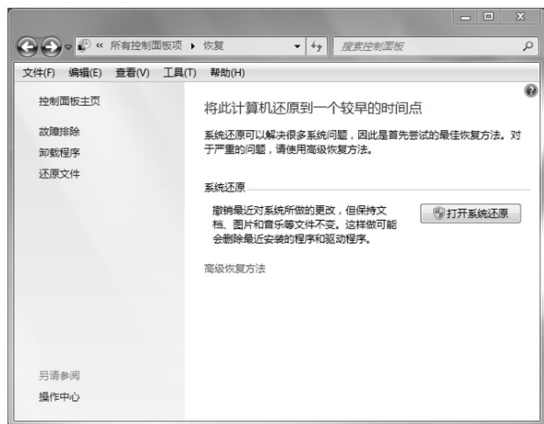 « 所有控制面板项 ▸ 恢复
搜索控制面板
文件(F) 编辑(E) 查看(V) 工具(T) 帮助(H)
控制面板主页
故障排除
卸载程序
还原文件
将此计算机还原到一个较早的时间点
系统还原可以解决很多系统问题，因此是首先尝试的最佳恢复方法。对
于严重的问题，请使用高级恢复方法。
系统还原
撤销最近对系统所做的更改，但保持文
档、图片和音乐等文件不变。这样做可能
会删除最近安装的程序和驱动程序。
打开系统还原
高级恢复方法
另请参阅
操作中心